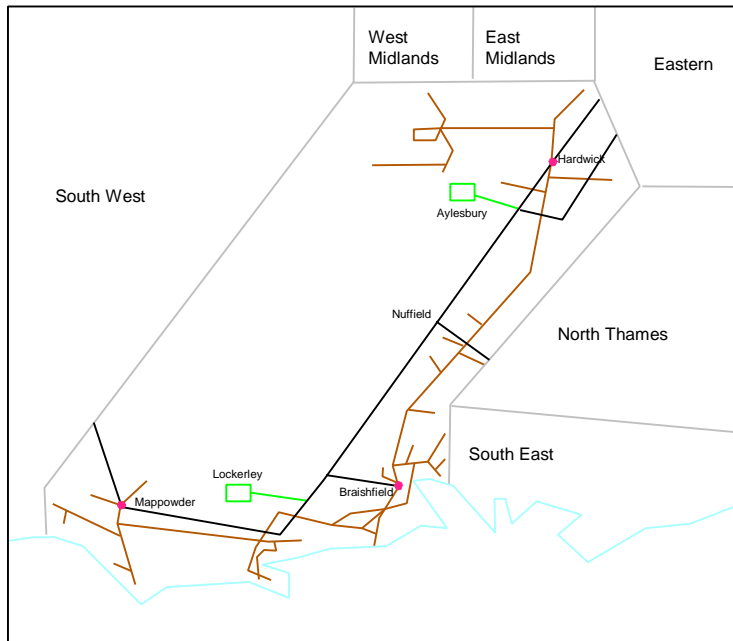 West
Midlands
East
Midlands
Eastern
Hardwick
South West
Aylesbury
Nuffield
North Thames
South East
Lockerley
Braishfield
Mappowder